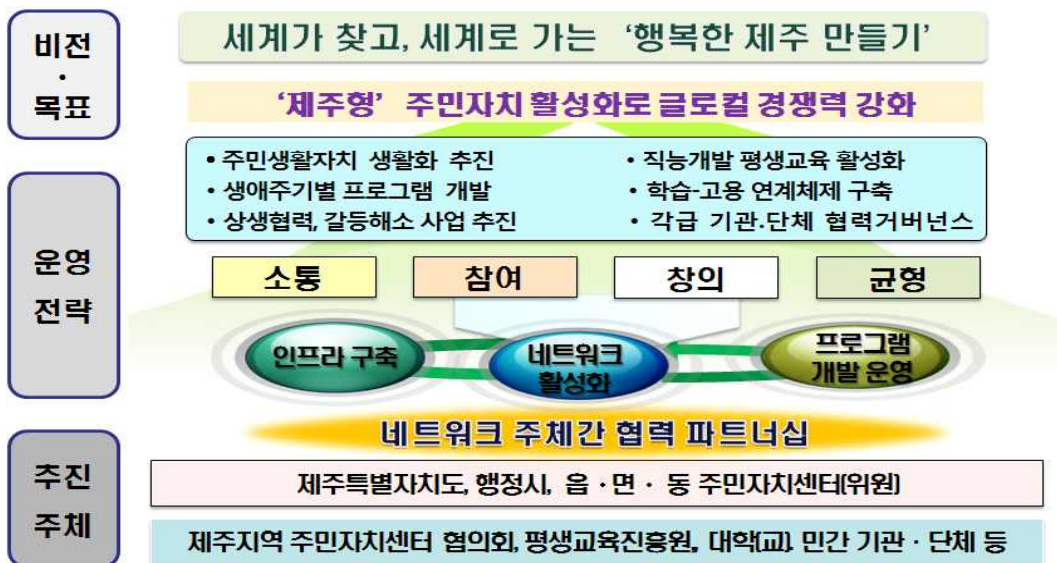 비전
·
목표
세계가 찾고, 세계로 가는 ‘행복한 제주 만들기’
‘제주형’ 주민자치 활성화로 글로컬 경쟁력 강화
운영
전략
• 주민생활자치 생활화 추진
• 생애주기별 프로그램 개발
• 상생협력, 갈등해소 사업 추진
• 직능개발 평생교육 활성화
• 학습-고용 연계체제 구축
• 각급 기관.단체 협력거버넌스
소통
참여
창의
균형
인프라 구축
네트워크
활성화
프로그램
개발 운영
네트워크 주체간 협력 파트너십
추진
주체
제주특별자치도, 행정시, 읍·면·동 주민자치센터(위원)
제주지역 주민자치센터 협의회, 평생교육진흥원, 대학(교), 민간 기관·단체 등